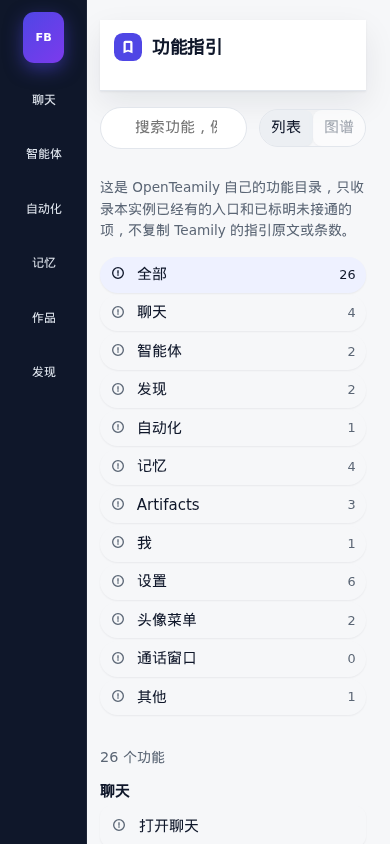 FB
聊天
智能体
自动化
记忆
作品
发现
功能指引
搜索功能，例
列表 图谱
这是 OpenTeamily 自己的功能目录，只收
录本实例已经有的入口和已标明未接通的
项，不复制 Teamily 的指引原文或条数。
全部 26
聊天 4
智能体 2
发现 2
自动化 1
记忆 4
Artifacts 3
我 1
设置 6
头像菜单 2
通话窗口 0
其他 1
26 个功能
聊天
打开聊天